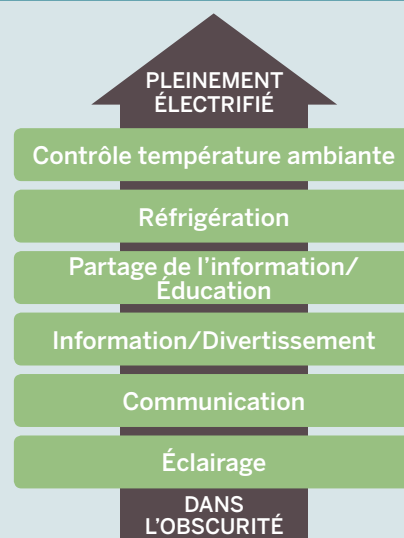 PLEINEMENT
ÉLECTRIFIÉ
Contrôle température ambiante
Réfrigération
Partage de l'information/
Éducation
Information/Divertissement
Communication
Éclairage
DANS
L'OBSCURITÉ